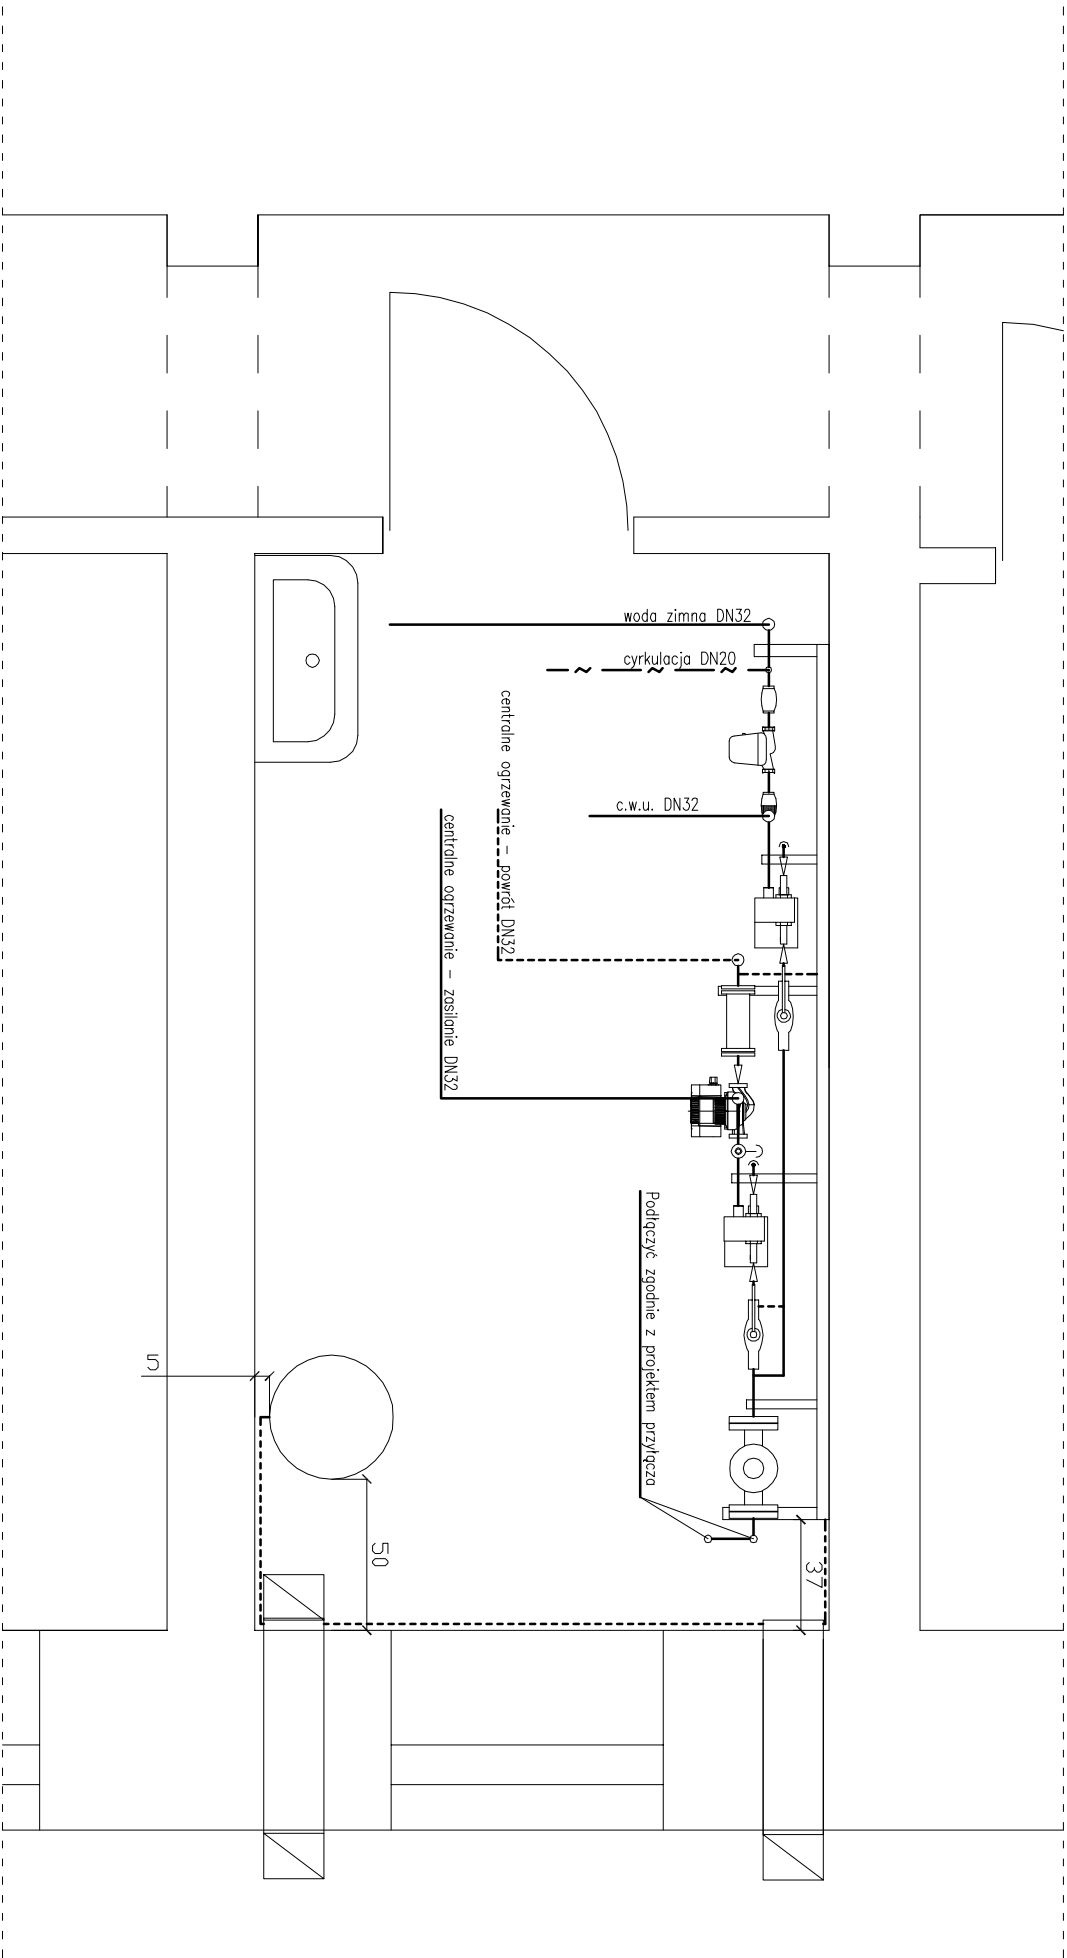 woda zimna DN32
cyrkulacja DN20
centralne ogrzewanie - powrót DN32
c.w.u. DN32
centralne ogrzewanie - zasilanie DN32
Podłączyć zgodnie z projektem przyłącza
5
50
37